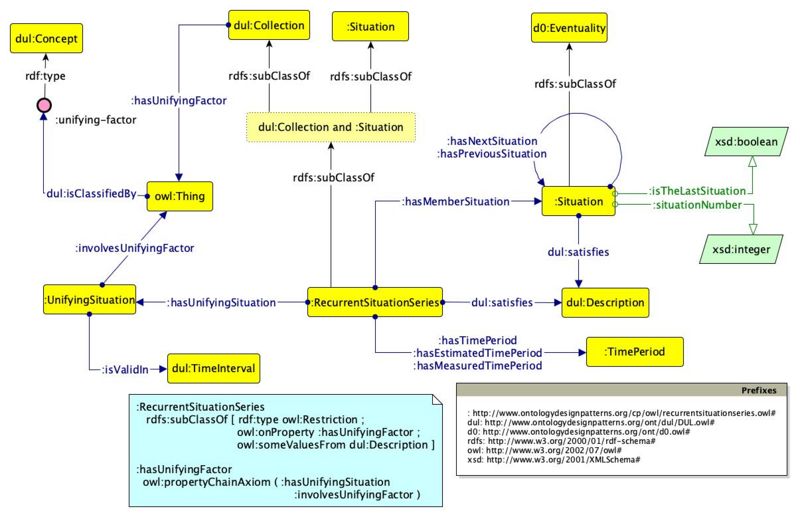 dul:Collection
:Situation
d0:Eventuality
dul:Concept
rdf:type
rdfs:subClassOf
rdfs:subClassOf
rdfs:subClassOf
:hasUnifyingFactor
:unifying-factor
dul:Collection and :Situation
:hasNextSituation
:hasPreviousSituation
xsd:boolean
rdfs:subClassOf
dul:isClassifiedBy
owl:Thing
:hasMemberSituation
:Situation
:isTheLastSituation
:situationNumber
:involvesUnifyingFactor
dul:satisfies
xsd:integer
:UnifyingSituation
:hasUnifyingSituation
:RecurrentSituationSeries
dul:satisfies
dul:Description
:hasTimePeriod
:hasEstimatedTimePeriod
:hasMeasuredTimePeriod
:TimePeriod
:isValidIn
dul:TimeInterval
:RecurrentSituationSeries
rdfs:subClassOf [ rdf:type owl:Restriction ;
owl:onProperty :hasUnifyingFactor ;
owl:someValuesFrom dul:Description ]
:hasUnifyingFactor
owl:propertyChainAxiom ( :hasUnifyingSituation
:involvesUnifyingFactor )
Prefixes
: http://www.ontologydesignpatterns.org/cp/owl/recurrentsituationseries.owl#
dul: http://www.ontologydesignpatterns.org/ont/dul/DUL.owl#
d0: http://www.ontologydesignpatterns.org/ont/d0.owl#
rdfs: http://www.w3.org/2000/01/rdf-schema#
owl: http://www.w3.org/2002/07/owl#
xsd: http://www.w3.org/2001/XMLSchema#